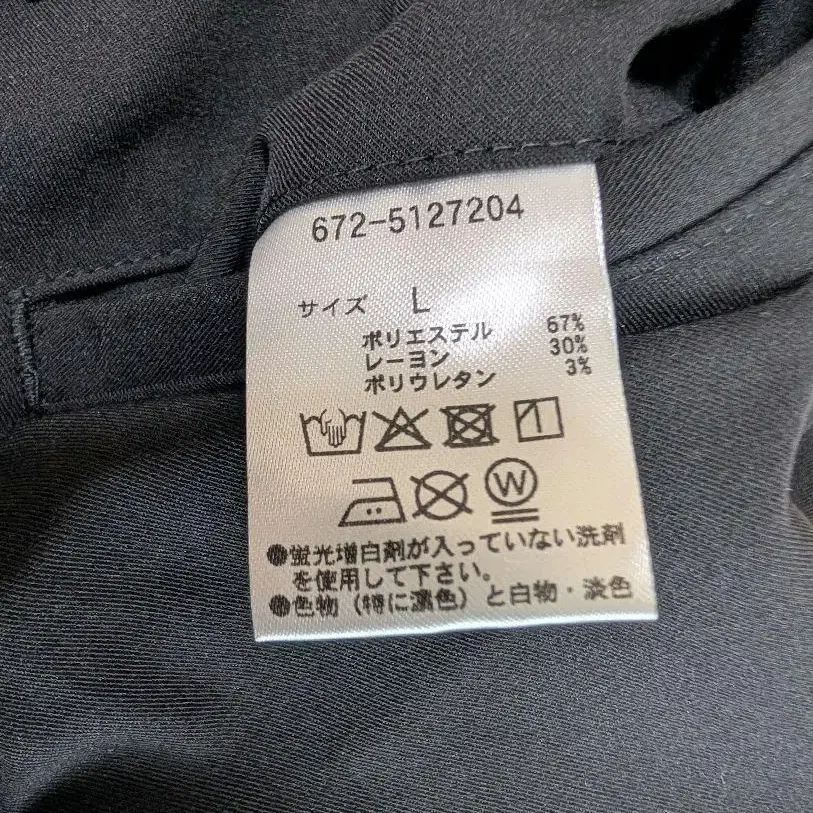 672-5127204
サイズ L
ポリエステル 67%
レーヨン 30%
ポリウレタン 3%
W
●蛍光増白剤が入っていない洗剤
を使用して下さい。
●色物(特に濃色)と白物・淡色